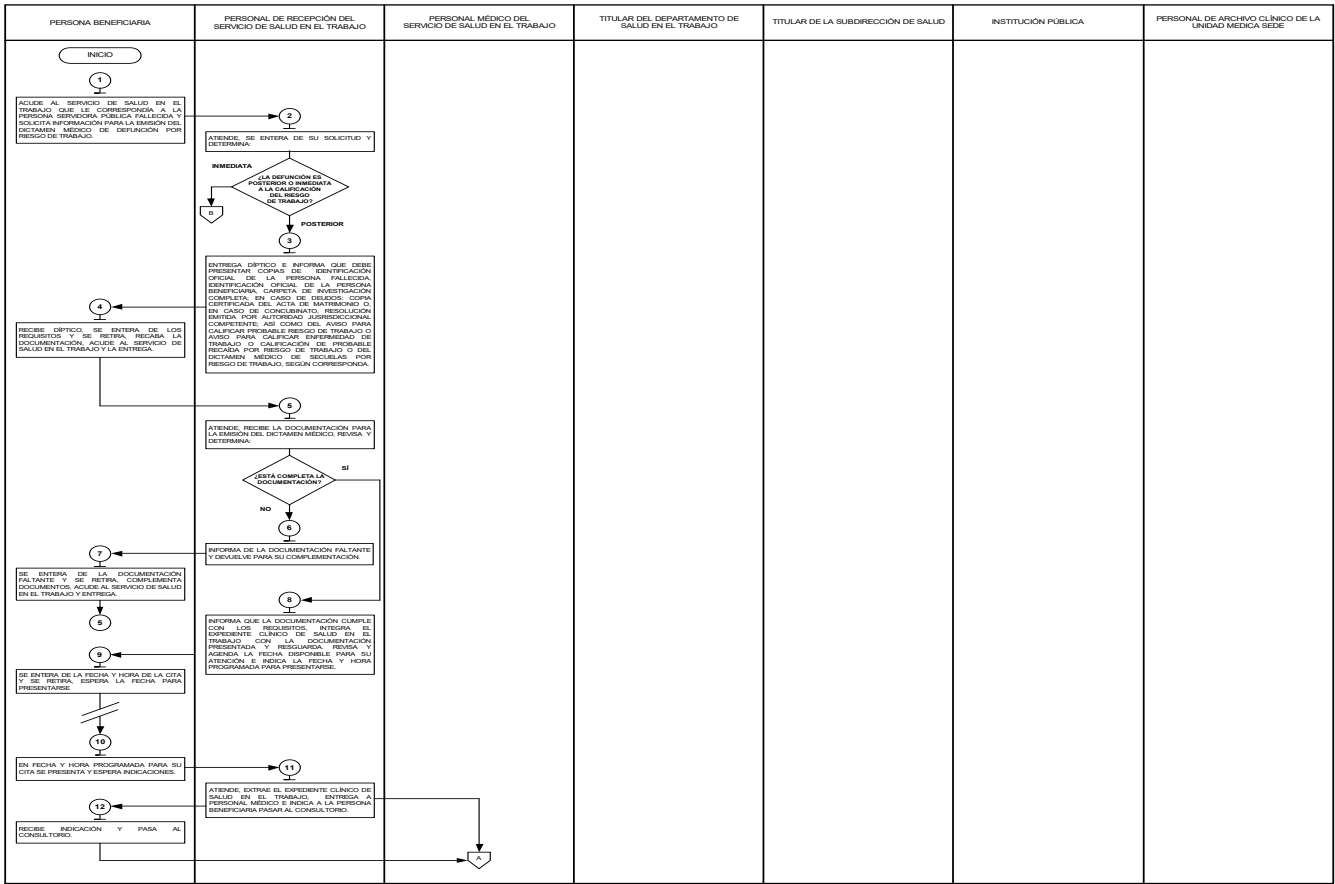 PERSONA BENEFICIARIA
PERSONAL DE RECEPCIÓN DEL
SERVICIO DE SALUD EN EL TRABAJO
PERSONAL MÉDICO DEL
SERVICIO DE SALUD EN EL TRABAJO
TITULAR DEL DEPARTAMENTO DE
SALUD EN EL TRABAJO
TITULAR DE LA SUBDIRECCIÓN DE SALUD
INSTITUCIÓN PÚBLICA
PERSONAL DE ARCHIVO CLÍNICO DE LA
UNIDAD MEDICA SEDE
INICIO
1
ACUDE AL SERVICIO DE SALUD EN EL
TRABAJO QUE LE CORRESPONDÍA A LA
PERSONA SERVIDORA PÚBLICA FALLECIDA Y
SOLICITA INFORMACIÓN PARA LA EMISIÓN DEL
DICTAMEN MÉDICO DE DEFUNCIÓN POR
RIESGO DE TRABAJO.
2
ATIENDE, SE ENTERA DE SU SOLICITUD Y
DETERMINA:
INMEDIATA
¿LA DEFUNCIÓN ES
POSTERIOR O INMEDIATA
A LA CALIFICACIÓN
DEL RIESGO
DE TRABAJO?
B
POSTERIOR
3
ENTREGA DÍPTICO E INFORMA QUE DEBE
PRESENTAR COPIAS DE IDENTIFICACIÓN
OFICIAL DE LA PERSONA FALLECIDA,
IDENTIFICACIÓN OFICIAL DE LA PERSONA
BENEFICIARIA, CARPETA DE INVESTIGACIÓN
COMPLETA; EN CASO DE DEUDOS: COPIA
CERTIFICADA DEL ACTA DE MATRIMONIO O,
EN CASO DE CONCUBINATO, RESOLUCIÓN
EMITIDA POR AUTORIDAD JUSRISDICCIONAL
COMPETENTE; ASÍ COMO DEL AVISO PARA
CALIFICAR PROBABLE RIESGO DE TRABAJO O
AVISO PARA CALIFICAR ENFERMEDAD DE
TRABAJO O CALIFICACIÓN DE PROBABLE
RECAÍDA POR RIESGO DE TRABAJO O DEL
DICTAMEN MÉDICO DE SECUELAS POR
RIESGO DE TRABAJO, SEGÚN CORRESPONDA.
4
RECIBE DÍPTICO, SE ENTERA DE LOS
REQUISITOS Y SE RETIRA, RECABA LA
DOCUMENTACIÓN, ACUDE AL SERVICIO DE
SALUD EN EL TRABAJO Y LA ENTREGA.
5
ATIENDE, RECIBE LA DOCUMENTACIÓN PARA
LA EMISIÓN DEL DICTAMEN MÉDICO, REVISA Y
DETERMINA:
¿ESTÁ COMPLETA LA
DOCUMENTACIÓN?
SÍ
NO
6
INFORMA DE LA DOCUMENTACIÓN FALTANTE
Y DEVUELVE PARA SU COMPLEMENTACIÓN.
7
SE ENTERA DE LA DOCUMENTACIÓN
FALTANTE Y SE RETIRA, COMPLEMENTA
DOCUMENTOS, ACUDE AL SERVICIO DE SALUD
EN EL TRABAJO Y ENTREGA.
5
8
INFORMA QUE LA DOCUMENTACIÓN CUMPLE
CON LOS REQUISITOS, INTEGRA EL
EXPEDIENTE CLÍNICO DE SALUD EN EL
TRABAJO CON LA DOCUMENTACIÓN
PRESENTADA Y RESGUARDA. REVISA Y
AGENDA LA FECHA DISPONIBLE PARA SU
ATENCIÓN E INDICA LA FECHA Y HORA
PROGRAMADA PARA PRESENTARSE.
9
SE ENTERA DE LA FECHA Y HORA DE LA CITA
Y SE RETIRA, ESPERA LA FECHA PARA
PRESENTARSE
10
EN FECHA Y HORA PROGRAMADA PARA SU
CITA SE PRESENTA Y ESPERA INDICACIONES.
11
ATIENDE, EXTRAE EL EXPEDIENTE CLÍNICO DE
SALUD EN EL TRABAJO, ENTREGA A
PERSONAL MÉDICO E INDICA A LA PERSONA
BENEFICIARIA PASAR AL CONSULTORIO.
12
RECIBE INDICACIÓN Y PASA AL
CONSULTORIO.
A